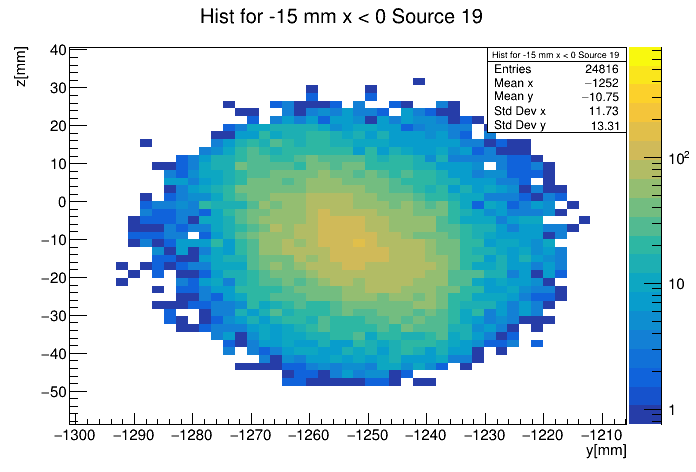 Hist for -15 mm x < 0 Source 19
z[mm]
Hist for -15 mm x < 0 Source 19
Entries 24816
Mean x −1252
Mean y −10.75
Std Dev x 11.73
Std Dev y 13.31
40
30
20
10
0
−10
−20
−30
−40
−50
−1300 −1290 −1280 −1270 −1260 −1250 −1240 −1230 −1220 −1210
y[mm]
10²
10
1